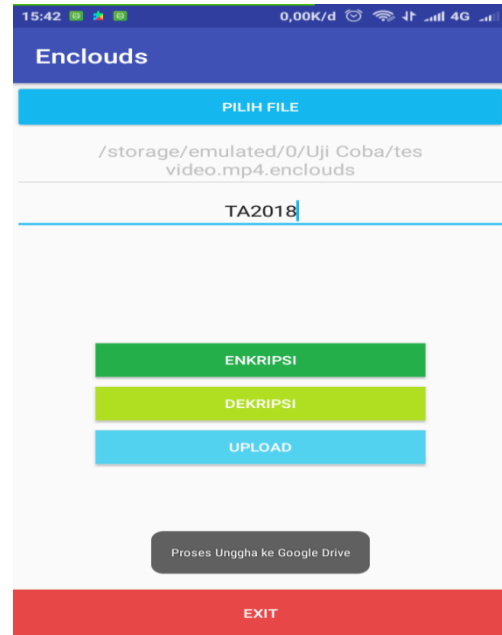 15:42 0,00K/d 4G
Enclouds
PILIH FILE
/storage/emulated/0/Uji Coba/tes
video.mp4.enclouds
TA2018
ENKRIPSI
DEKRIPSI
UPLOAD
Proses Unggha ke Google Drive
EXIT